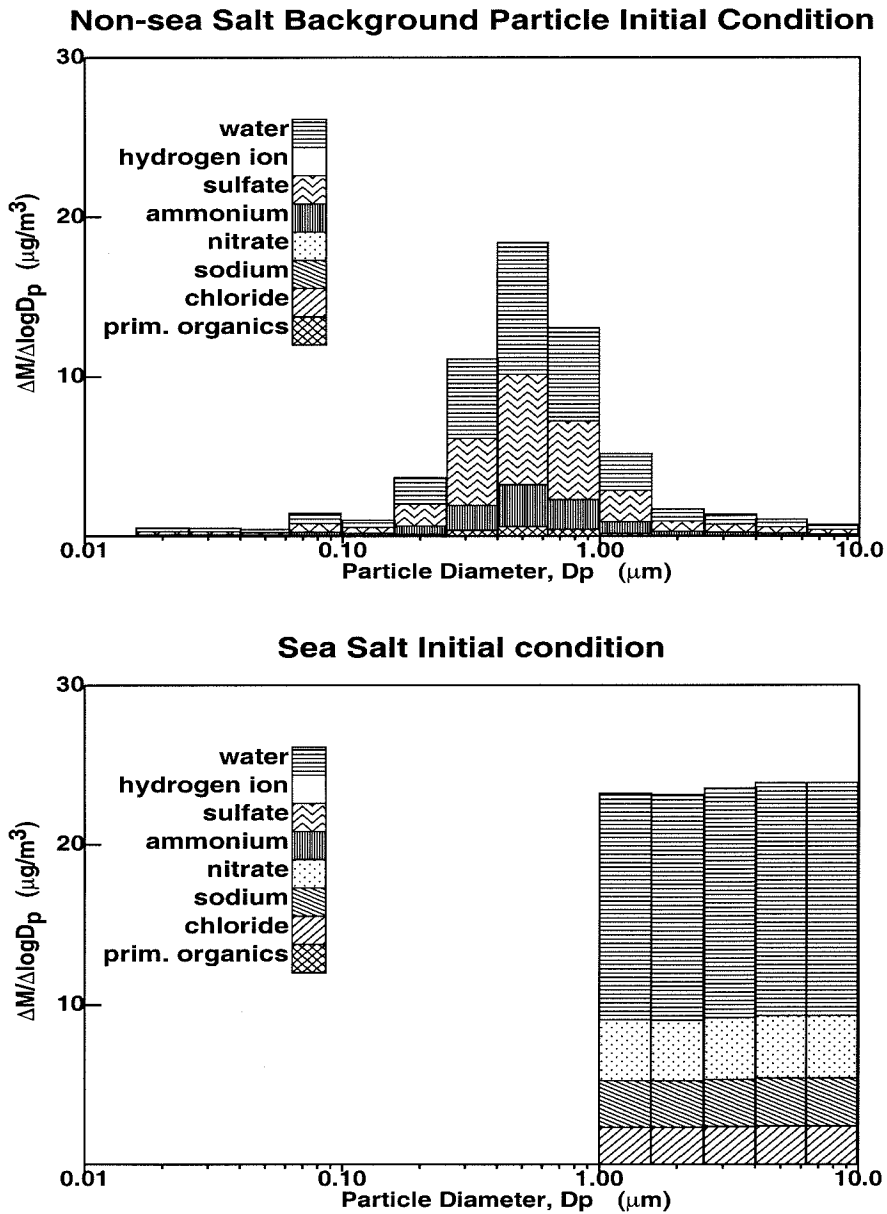 Non-sea Salt Background Particle Initial Condition
30
water
hydrogen ion
sulfate
ammonium
20
nitrate
sodium
chloride
prim. organics
10
ΔM/ΔlogDp (μg/m³)
0
0.01 0.10 1.00 10.0
Particle Diameter, Dp (μm)
Sea Salt Initial condition
30
water
hydrogen ion
sulfate
ammonium
20
nitrate
sodium
chloride
prim. organics
10
ΔM/ΔlogDp (μg/m³)
0.01 0.10 1.00 10.0
Particle Diameter, Dp (μm)